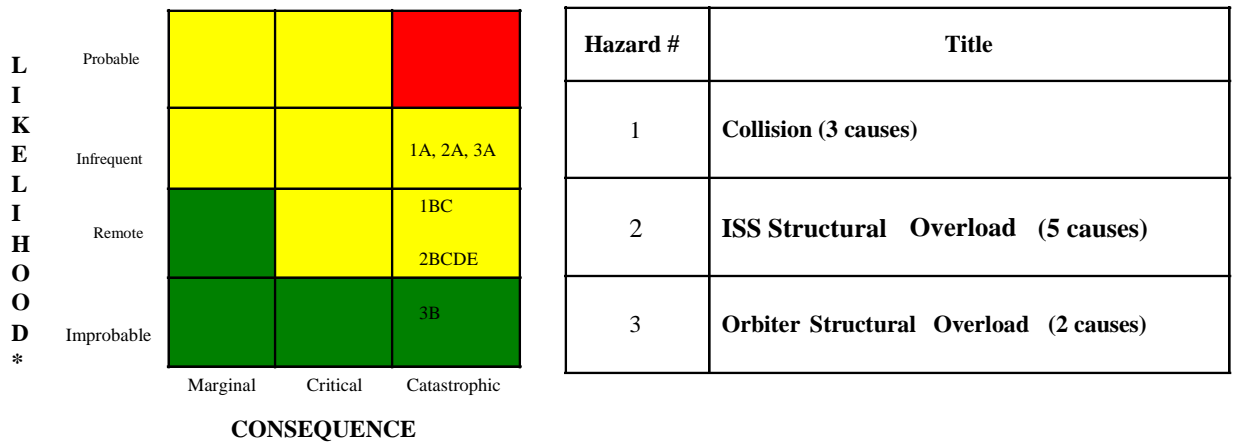 LIKELIHOOD*
Probable
Infrequent
1A, 2A, 3A
Remote
1BC
2BCDE
Improbable
3B
Marginal Critical Catastrophic
CONSEQUENCE
Hazard # Title
1 Collision (3 causes)
2 ISS Structural Overload (5 causes)
3 Orbiter Structural Overload (2 causes)